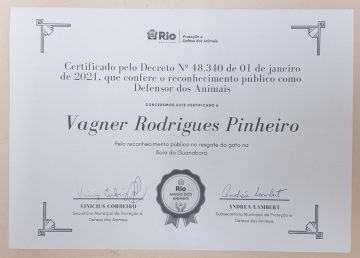 Rio
PREFEITURA
Proteção e
Defesa dos Animais
Certificado pelo Decreto Nº 48.340 de 01 de janeiro
de 2021, que confere o reconhecimento público como
Defensor dos Animais
CONCEDEMOS ESTE CERTIFICADO A
Vagner Rodrigues Pinheiro
Pelo reconhecimento público no resgate do gato na
Baía de Guanabara
VINICIUS CORDEIRO
Secretário Municipal de Proteção e
Defesa dos Animais
Rio
AMIGO DOS
ANIMAIS
Andréa Lambert
ANDREA LAMBERT
Subsecretária Municipal de Proteção e
Defesa dos Animais